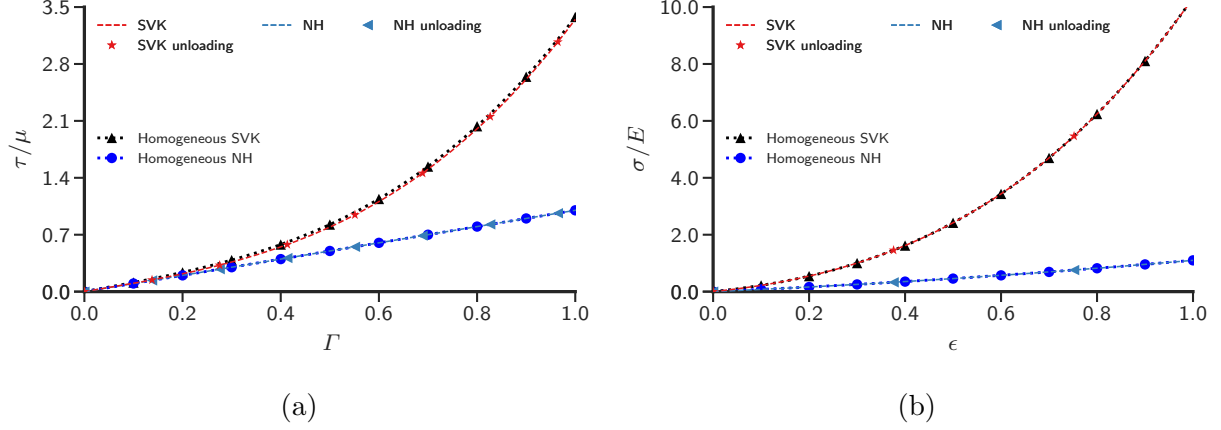 3.5
2.8
2.1
1.4
0.7
0.0
τ/μ
SVK
NH
NH unloading
SVK unloading
Homogeneous SVK
Homogeneous NH
0.0 0.2 0.4 0.6 0.8 1.0
Γ
(a)
10.0
8.0
6.0
4.0
2.0
0.0
σ/E
SVK
NH
NH unloading
SVK unloading
Homogeneous SVK
Homogeneous NH
0.0 0.2 0.4 0.6 0.8 1.0
ϵ
(b)